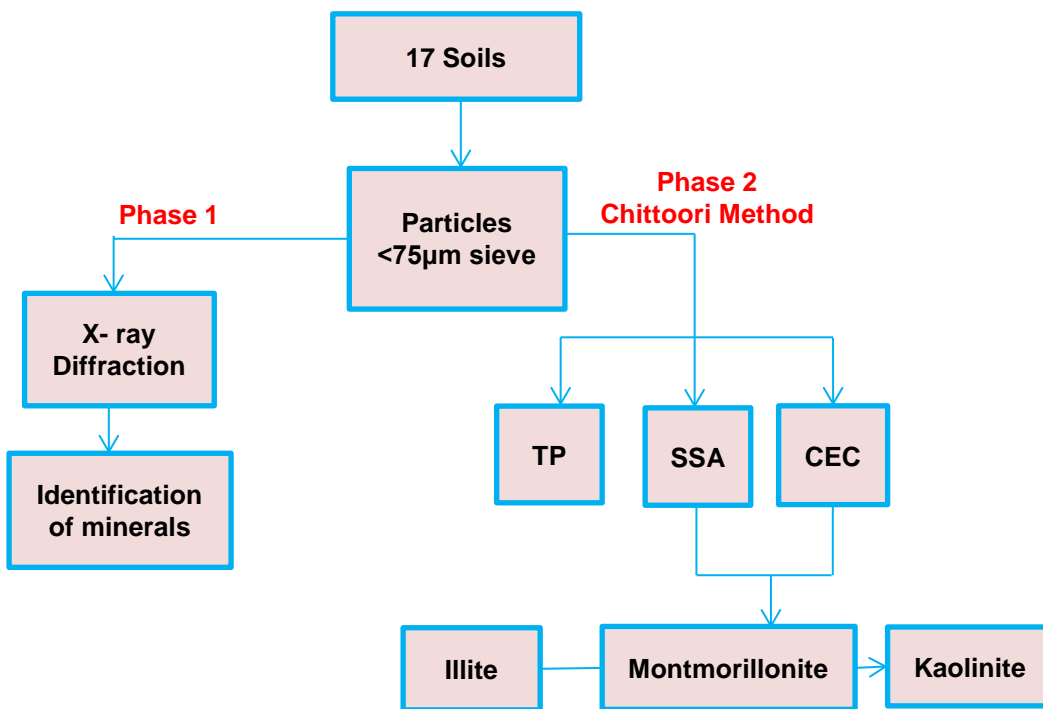 17 Soils
Particles
<75µm sieve
Phase 1
Phase 2
Chittoori Method
X- ray
Diffraction
Identification
of minerals
TP
SSA
CEC
Illite
Montmorillonite
Kaolinite